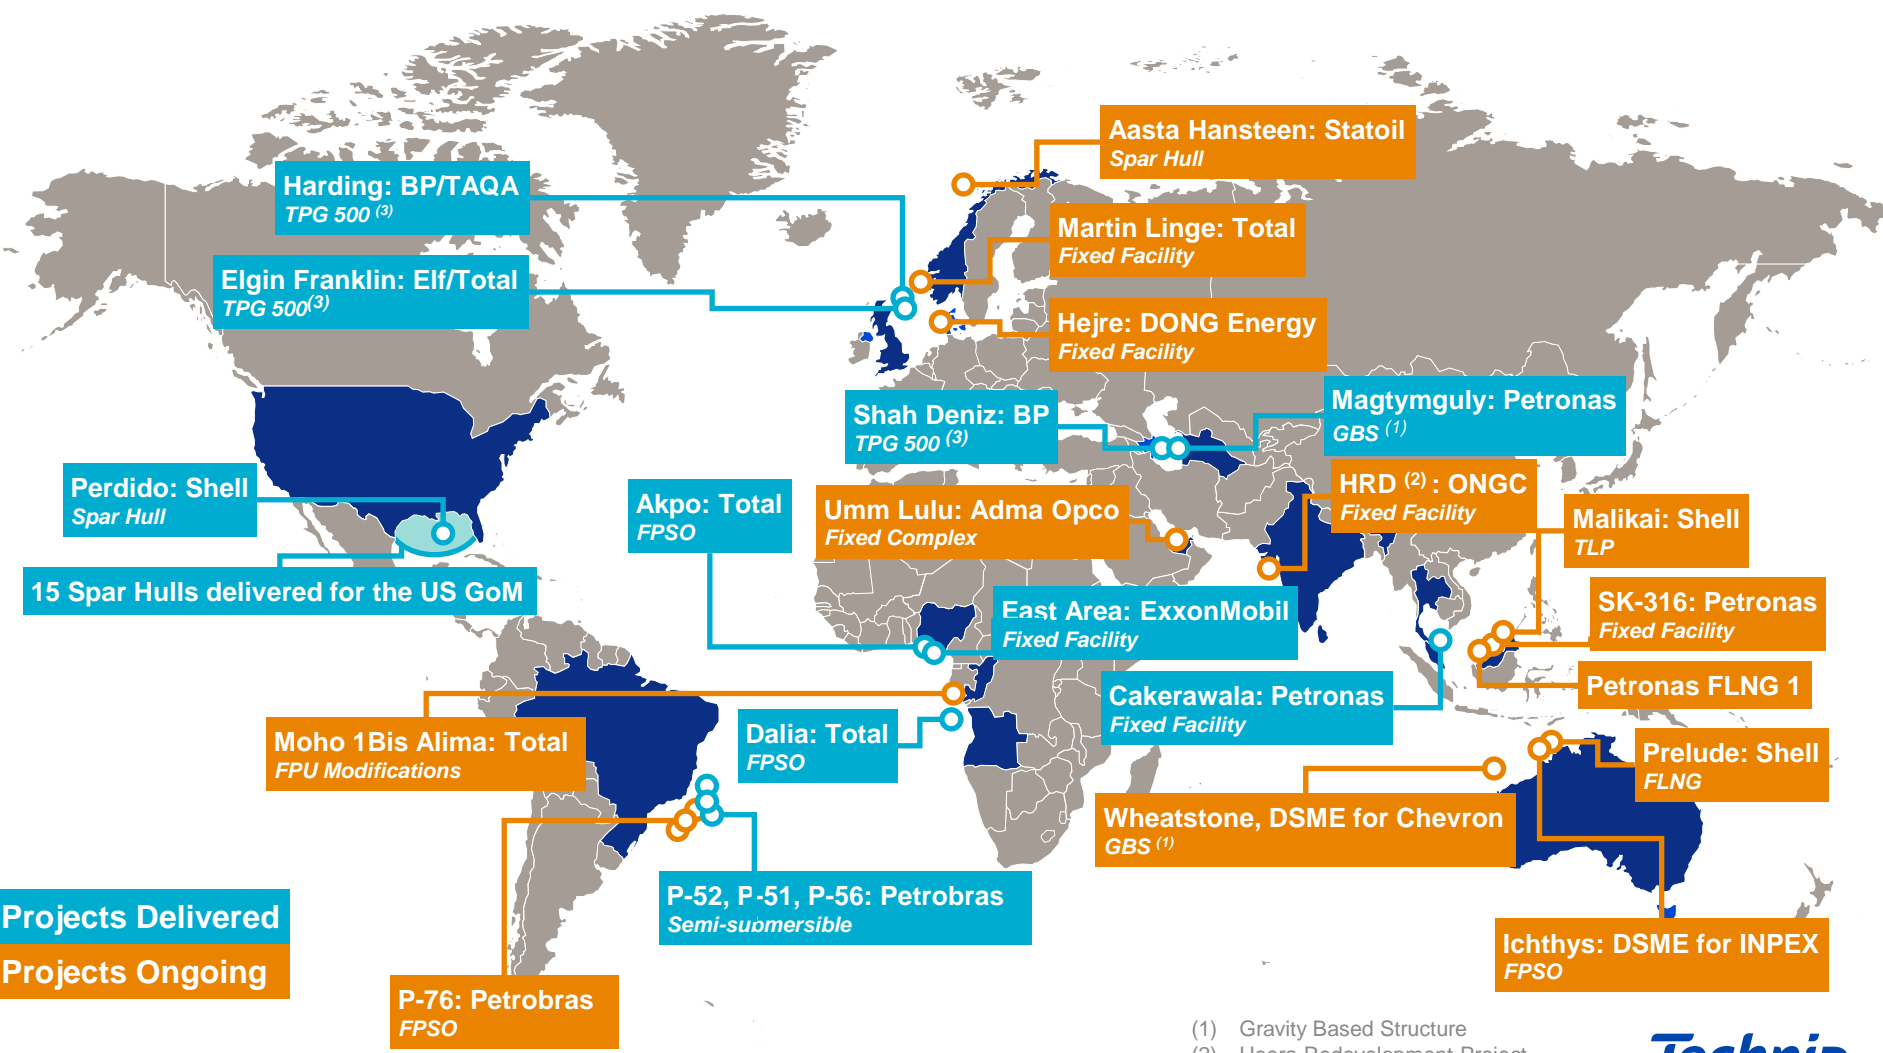 Aasta Hansteen: Statoil
Spar Hull
Harding: BP/TAQA
TPG 500 (3)
Martin Linge: Total
Fixed Facility
Elgin Franklin: Elf/Total
TPG 500(3)
Hejre: DONG Energy
Fixed Facility
Shah Deniz: BP
TPG 500 (3)
Magtymguly: Petronas
GBS (1)
Perdido: Shell
Spar Hull
Akpo: Total
FPSO
Umm Lulu: Adma Opco
Fixed Complex
HRD (2) : ONGC
Fixed Facility
Malikai: Shell
TLP
15 Spar Hulls delivered for the US GoM
East Area: ExxonMobil
Fixed Facility
SK-316: Petronas
Fixed Facility
Cakerawala: Petronas
Fixed Facility
Petronas FLNG 1
Moho 1Bis Alima: Total
FPU Modifications
Dalia: Total
FPSO
Prelude: Shell
FLNG
Wheatstone, DSME for Chevron
GBS (1)
P-52, P-51, P-56: Petrobras
Semi-submersible
Projects Delivered
Projects Ongoing
Ichthys: DSME for INPEX
FPSO
P-76: Petrobras
FPSO
(1) Gravity Based Structure
(2) Heera Redevelopment Project
Technip